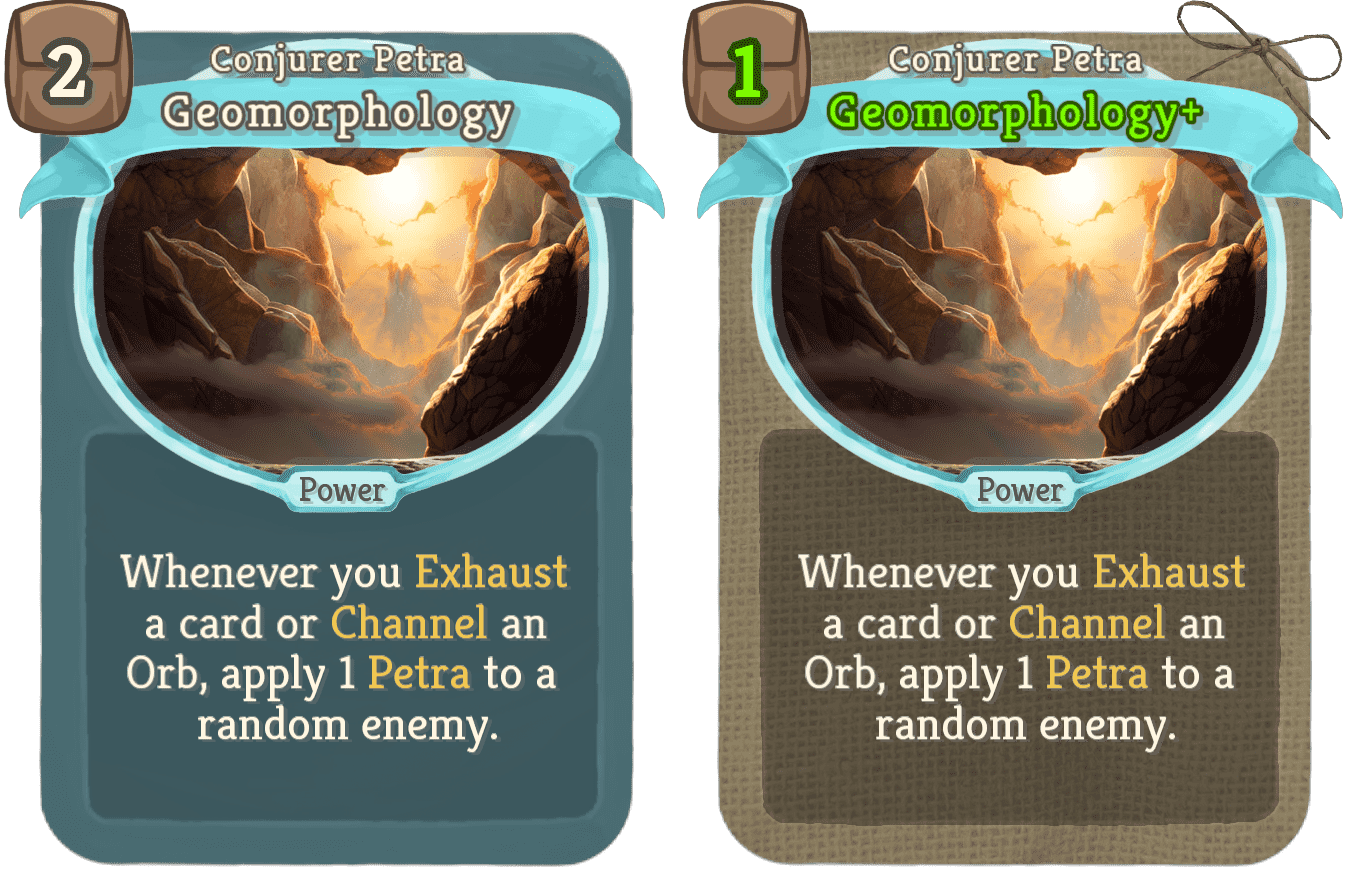 2
Conjurer Petra
Geomorphology
Power
Whenever you Exhaust
a card or Channel an
Orb, apply 1 Petra to a
random enemy.
1
Conjurer Petra
Geomorphology+
Power
Whenever you Exhaust
a card or Channel an
Orb, apply 1 Petra to a
random enemy.